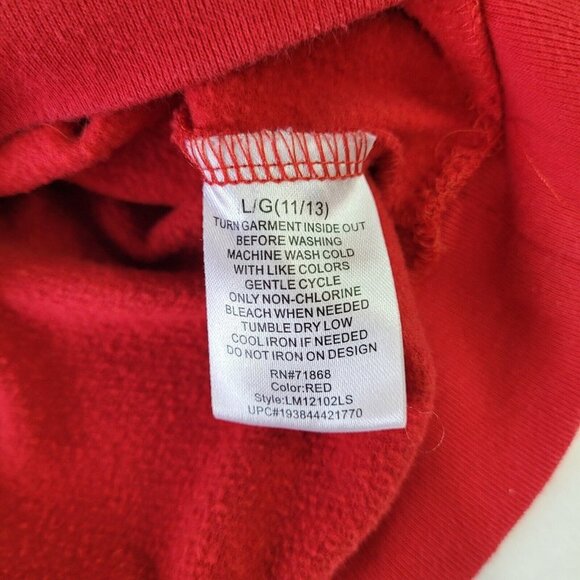 L/G(11/13)
TURN GARMENT INSIDE OUT
BEFORE WASHING
MACHINE WASH COLD
WITH LIKE COLORS
GENTLE CYCLE
ONLY NON-CHLORINE
BLEACH WHEN NEEDED
TUMBLE DRY LOW
COOL IRON IF NEEDED
DO NOT IRON ON DESIGN
RN#71868
Color:RED
Style:LM12102LS
UPC#193844421770